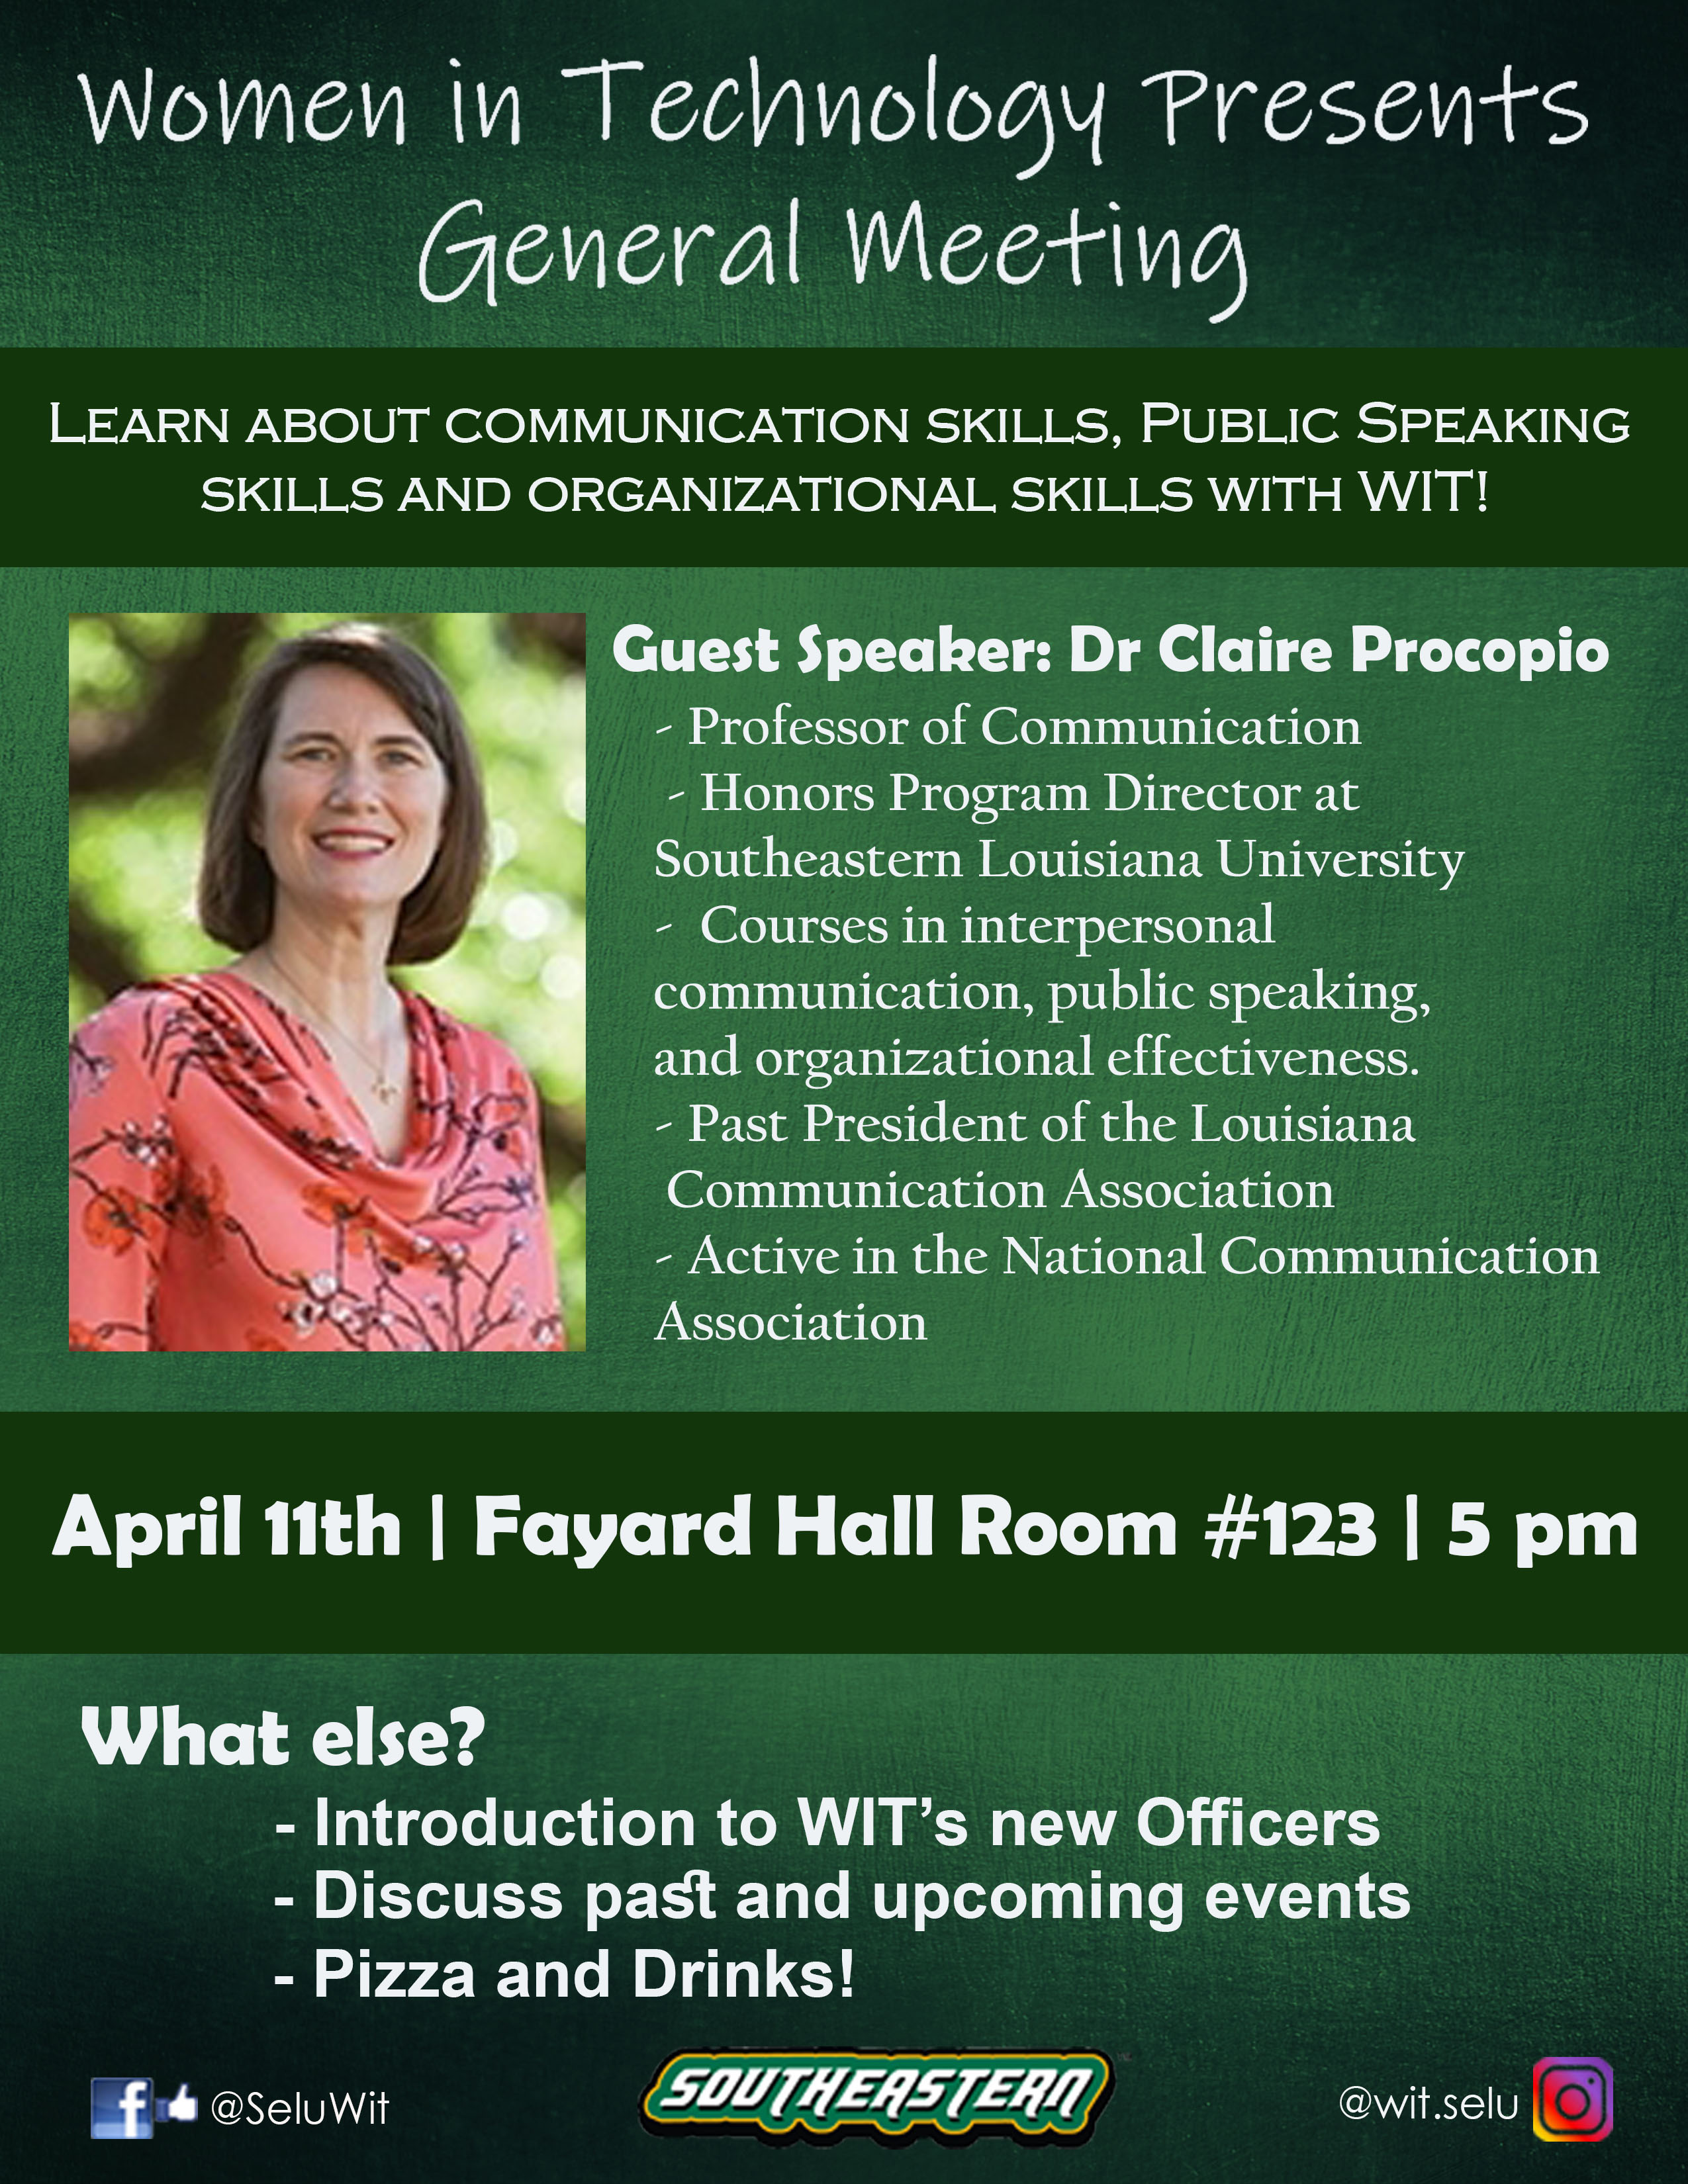 Women in Technology Presents
General Meeting
Learn about communication skills, Public Speaking
skills and organizational skills with WIT!
Guest Speaker: Dr Claire Procopio
- Professor of Communication
- Honors Program Director at
Southeastern Louisiana University
- Courses in interpersonal
communication, public speaking,
and organizational effectiveness.
- Past President of the Louisiana
Communication Association
- Active in the National Communication
Association
April 11th | Fayard Hall Room #123 | 5 pm
What else?
- Introduction to WIT’s new Officers
- Discuss past and upcoming events
- Pizza and Drinks!
f @SeluWit
SOUTHEASTERN
@wit.selu